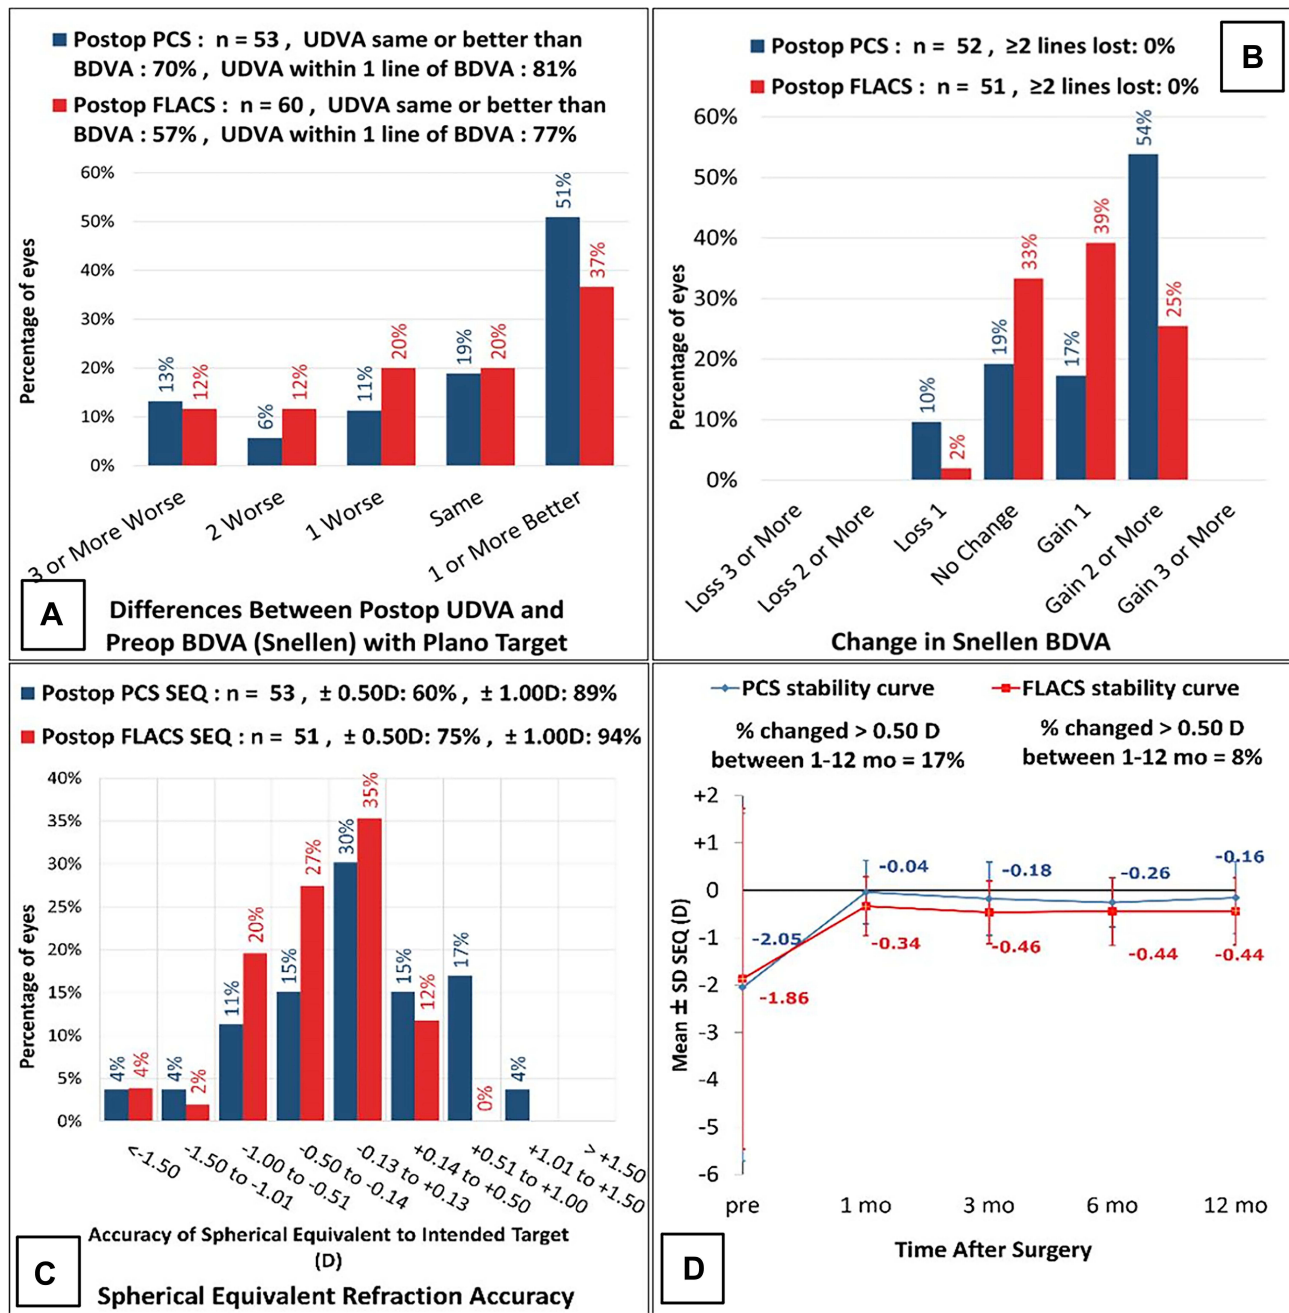 Postop PCS : n = 53 , UDVA same or better than
BDVA : 70% , UDVA within 1 line of BDVA : 81%
Postop FLACS : n = 60 , UDVA same or better than
BDVA : 57% , UDVA within 1 line of BDVA : 77%
60%
50%
40%
30%
20%
10%
0%
Percentage of eyes
13%
12%
6%
12%
11%
20%
19%
20%
51%
37%
3 or More Worse
2 Worse
1 Worse
Same
1 or More Better
A
Differences Between Postop UDVA and
Preop BDVA (Snellen) with Plano Target
Postop PCS : n = 52 , ≥2 lines lost: 0%
Postop FLACS : n = 51 , ≥2 lines lost: 0%
B
60%
50%
40%
30%
20%
10%
0%
Percentage of eyes
10%
2%
19%
33%
17%
39%
54%
25%
Loss 3 or More
Loss 2 or More
Loss 1
No Change
Gain 1
Gain 2 or More
Gain 3 or More
Change in Snellen BDVA
Postop PCS SEQ : n = 53 , ± 0.50D: 60% , ± 1.00D: 89%
Postop FLACS SEQ : n = 51 , ± 0.50D: 75% , ± 1.00D: 94%
40%
35%
30%
25%
20%
15%
10%
5%
0%
Percentage of eyes
4%
4%
4%
2%
11%
20%
15%
27%
30%
35%
15%
12%
17%
0%
4%
<-1.50
-1.50 to -1.01
-1.00 to -0.51
-0.50 to -0.14
-0.13 to +0.13
+0.14 to +0.50
+0.51 to +1.00
+1.01 to +1.50
> +1.50
Accuracy of Spherical Equivalent to Intended Target
(D)
C
Spherical Equivalent Refraction Accuracy
PCS stability curve
FLACS stability curve
% changed > 0.50 D
between 1-12 mo = 17%
% changed > 0.50 D
between 1-12 mo = 8%
+2
+1
0
-1
-2
-3
-4
-5
-6
Mean ± SD SEQ (D)
-2.05
-0.04
-0.18
-0.26
-0.16
-1.86
-0.34
-0.46
-0.44
-0.44
pre
1 mo
3 mo
6 mo
12 mo
Time After Surgery
D